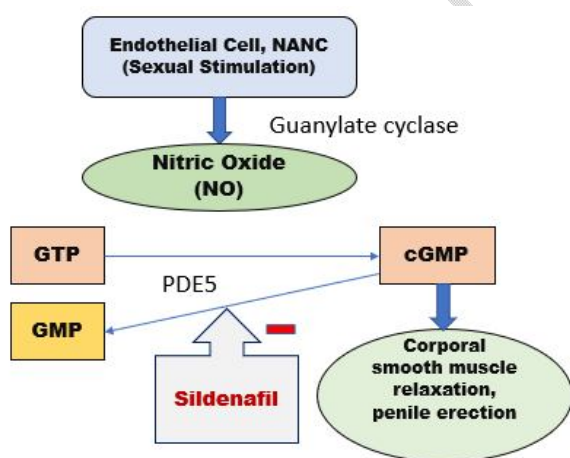 Endothelial Cell, NANC
(Sexual Stimulation)
Guanylate cyclase
Nitric Oxide
(NO)
GTP
cGMP
PDE5
GMP
Sildenafil
Corporal
smooth muscle
relaxation,
penile erection